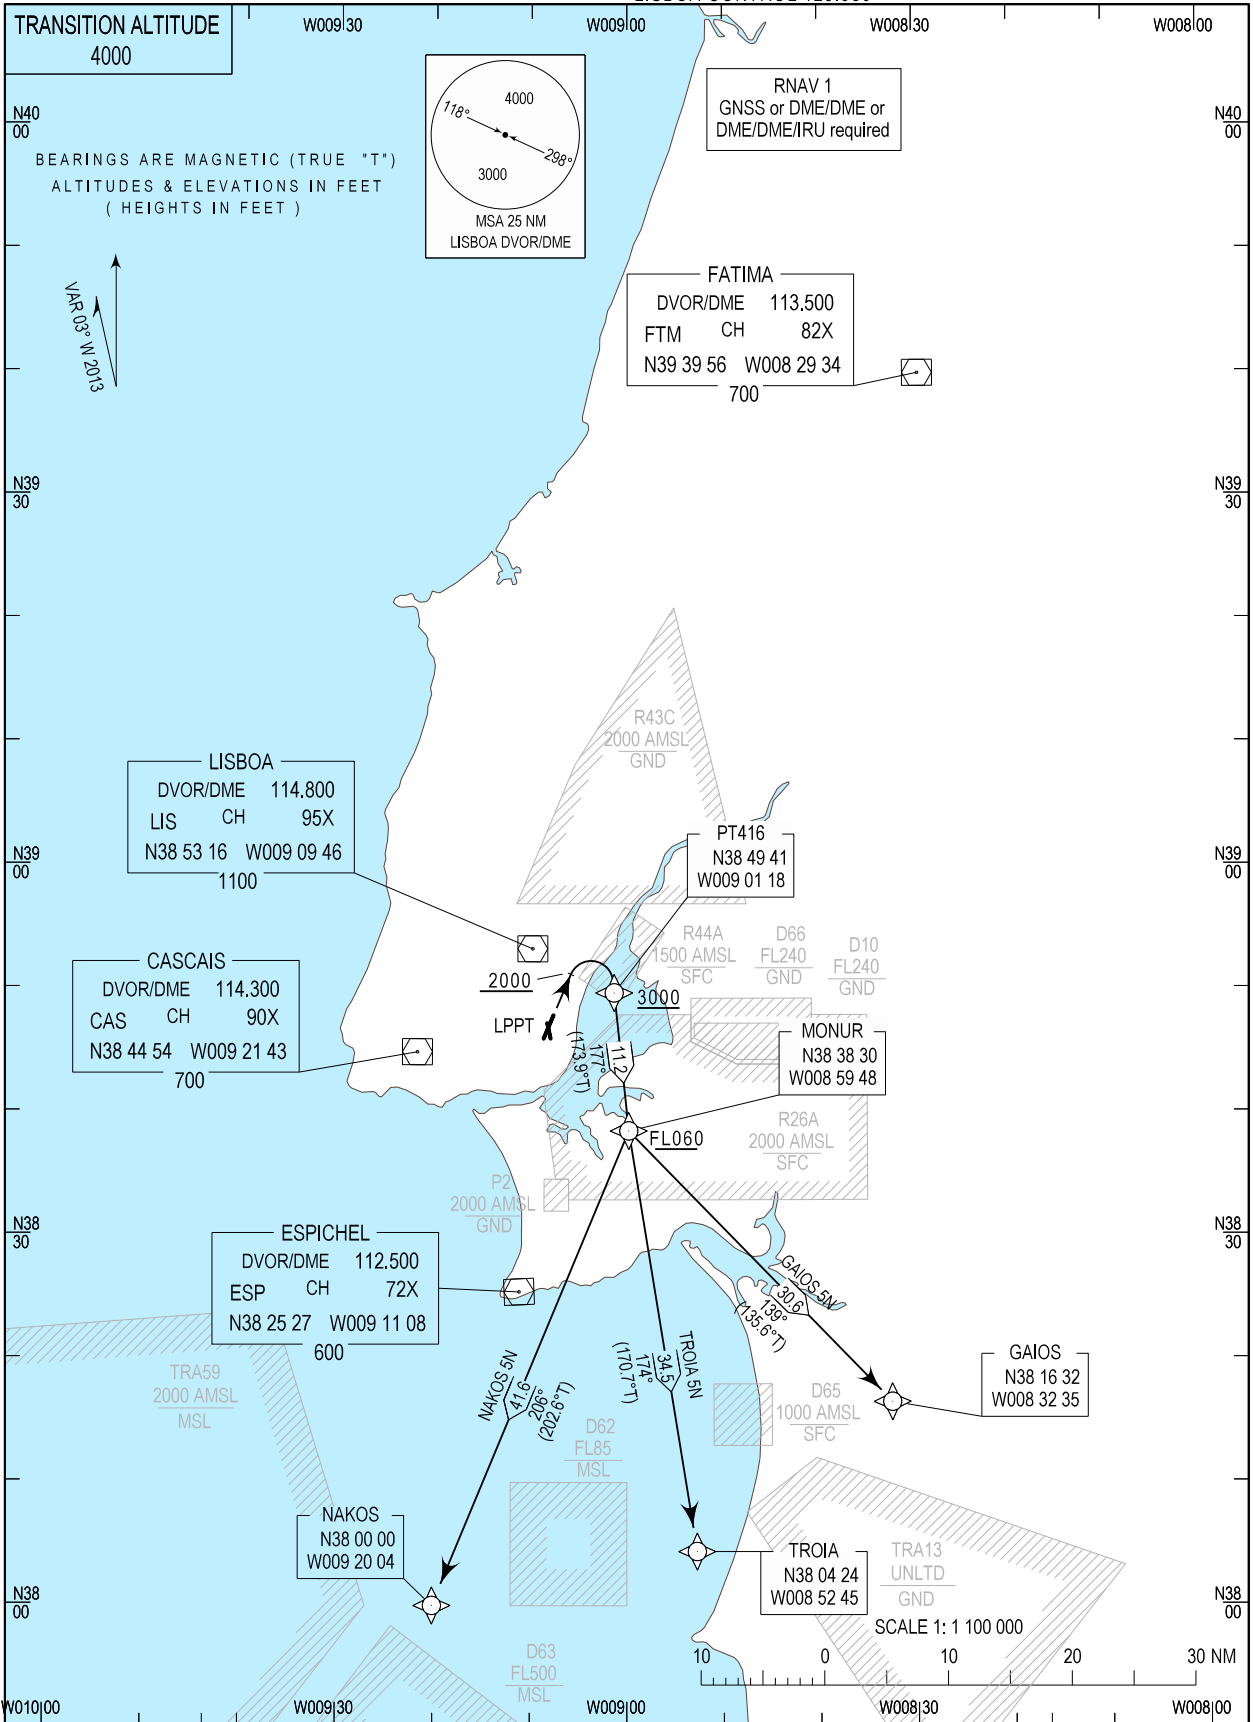 TRANSITION ALTITUDE
4000
W009 30
W009 00
W008 30
W008 00
118°
4000
298°
3000
MSA 25 NM
LISBOA DVOR/DME
RNAV 1
GNSS or DME/DME or
DME/DME/IRU required
N40
00
N40
00
BEARINGS ARE MAGNETIC (TRUE "T")
ALTITUDES & ELEVATIONS IN FEET
( HEIGHTS IN FEET )
VAR 03° W 2013
FATIMA
DVOR/DME 113.500
FTM CH 82X
N39 39 56 W008 29 34
700
N39
30
N39
30
R43C
2000 AMSL
GND
LISBOA
DVOR/DME 114.800
LIS CH 95X
N38 53 16 W009 09 46
1100
PT416
N38 49 41
W009 01 18
N39
00
N39
00
R44A
1500 AMSL
SFC
D66
FL240
GND
D10
FL240
GND
CASCAIS
DVOR/DME 114.300
CAS CH 90X
N38 44 54 W009 21 43
700
2000
3000
LPPT
11.2
177°
(173.9°T)
MONUR
N38 38 30
W008 59 48
FL060
R26A
2000 AMSL
SFC
P2
2000 AMSL
GND
N38
30
N38
30
ESPICHEL
DVOR/DME 112.500
ESP CH 72X
N38 25 27 W009 11 08
600
GAIOS 5N
30.6
139°
(135.6°T)
TROIA 5N
34.5
174°
(170.7°T)
NAKOS 5N
41.6
206°
(202.6°T)
TRA59
2000 AMSL
MSL
GAIOS
N38 16 32
W008 32 35
D65
1000 AMSL
SFC
D62
FL85
MSL
NAKOS
N38 00 00
W009 20 04
TROIA
N38 04 24
W008 52 45
TRA13
UNLTD
GND
N38
00
N38
00
SCALE 1: 1 100 000
10 0 10 20 30 NM
D63
FL500
MSL
W010 00
W009 30
W009 00
W008 30
W008 00